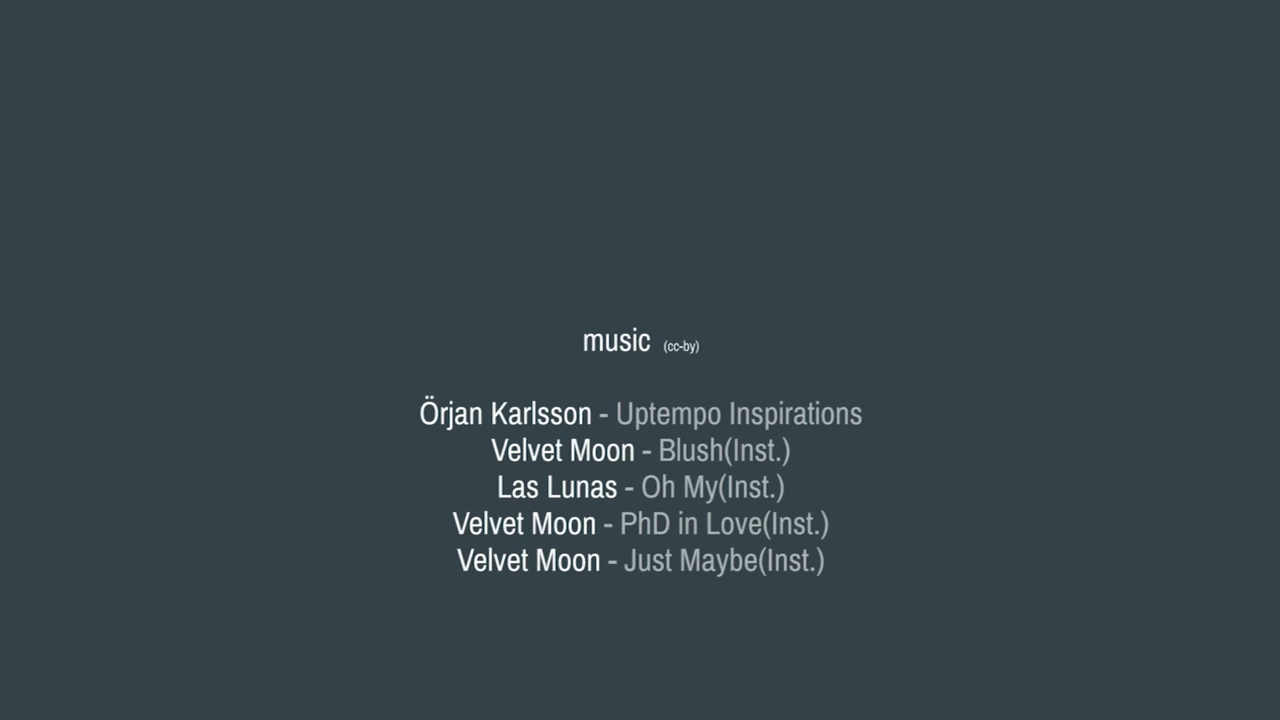 music (cc-by)
Örjan Karlsson - Uptempo Inspirations
Velvet Moon - Blush(Inst.)
Las Lunas - Oh My(Inst.)
Velvet Moon - PhD in Love(Inst.)
Velvet Moon - Just Maybe(Inst.)